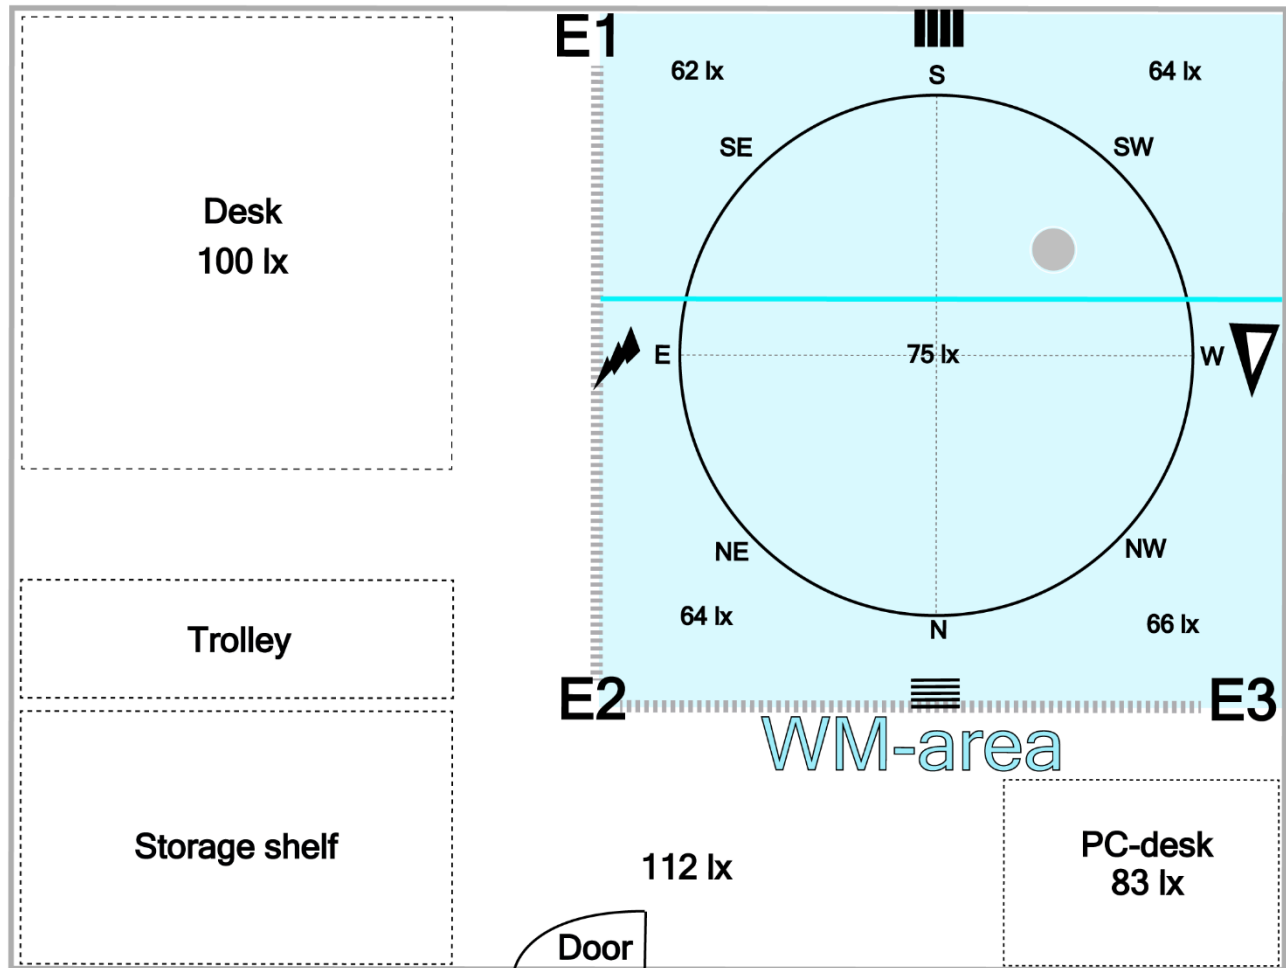 E1
62 lx
64 lx
S
SE
SW
Desk
100 lx
E
75 lx
W
NE
NW
64 lx
N
66 lx
Trolley
E2
E3
WM-area
Storage shelf
112 lx
PC-desk
83 lx
Door